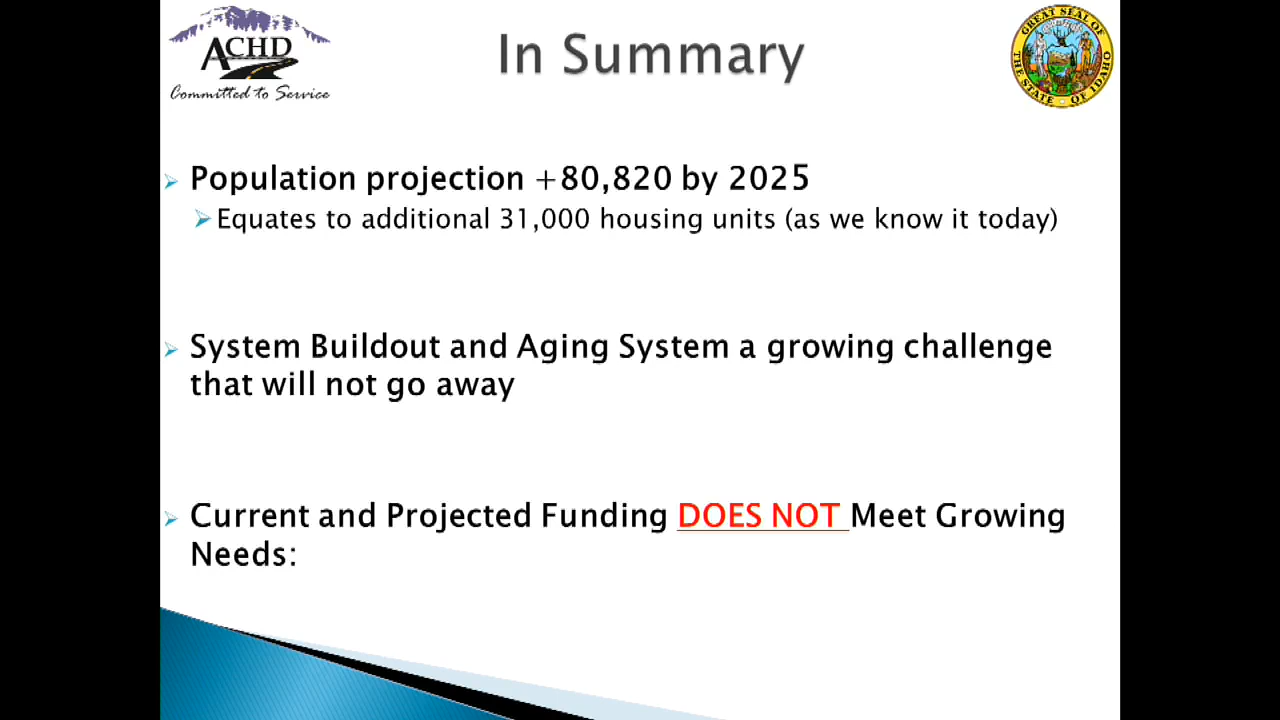 ACHD
Committed to Service
In Summary
GREAT SEAL OF
THE STATE OF IDAHO
Population projection +80,820 by 2025
Equates to additional 31,000 housing units (as we know it today)
System Buildout and Aging System a growing challenge
that will not go away
Current and Projected Funding DOES NOT Meet Growing
Needs: